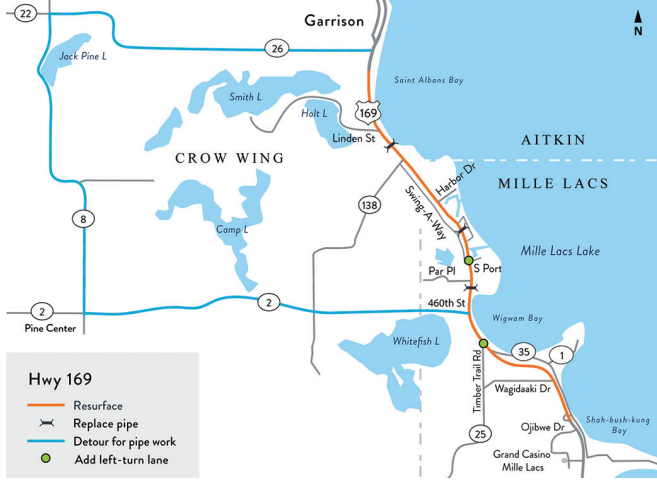 22
Garrison
N
26
Jack Pine L
Saint Albans Bay
Smith L
Holt L
169
Linden St
AITKIN
CROW WING
MILLE LACS
Harbor Dr
138
Swing-A-Way
8
Camp L
Mille Lacs Lake
Par Pl
S Port
2
2
460th St
Pine Center
Wigwam Bay
Whitefish L
35
1
Timber Trail Rd
Wagidaaki Dr
Hwy 169
Resurface
Replace pipe
Detour for pipe work
Add left-turn lane
Shah-bush-kung
Bay
Ojibwe Dr
25
Grand Casino
Mille Lacs